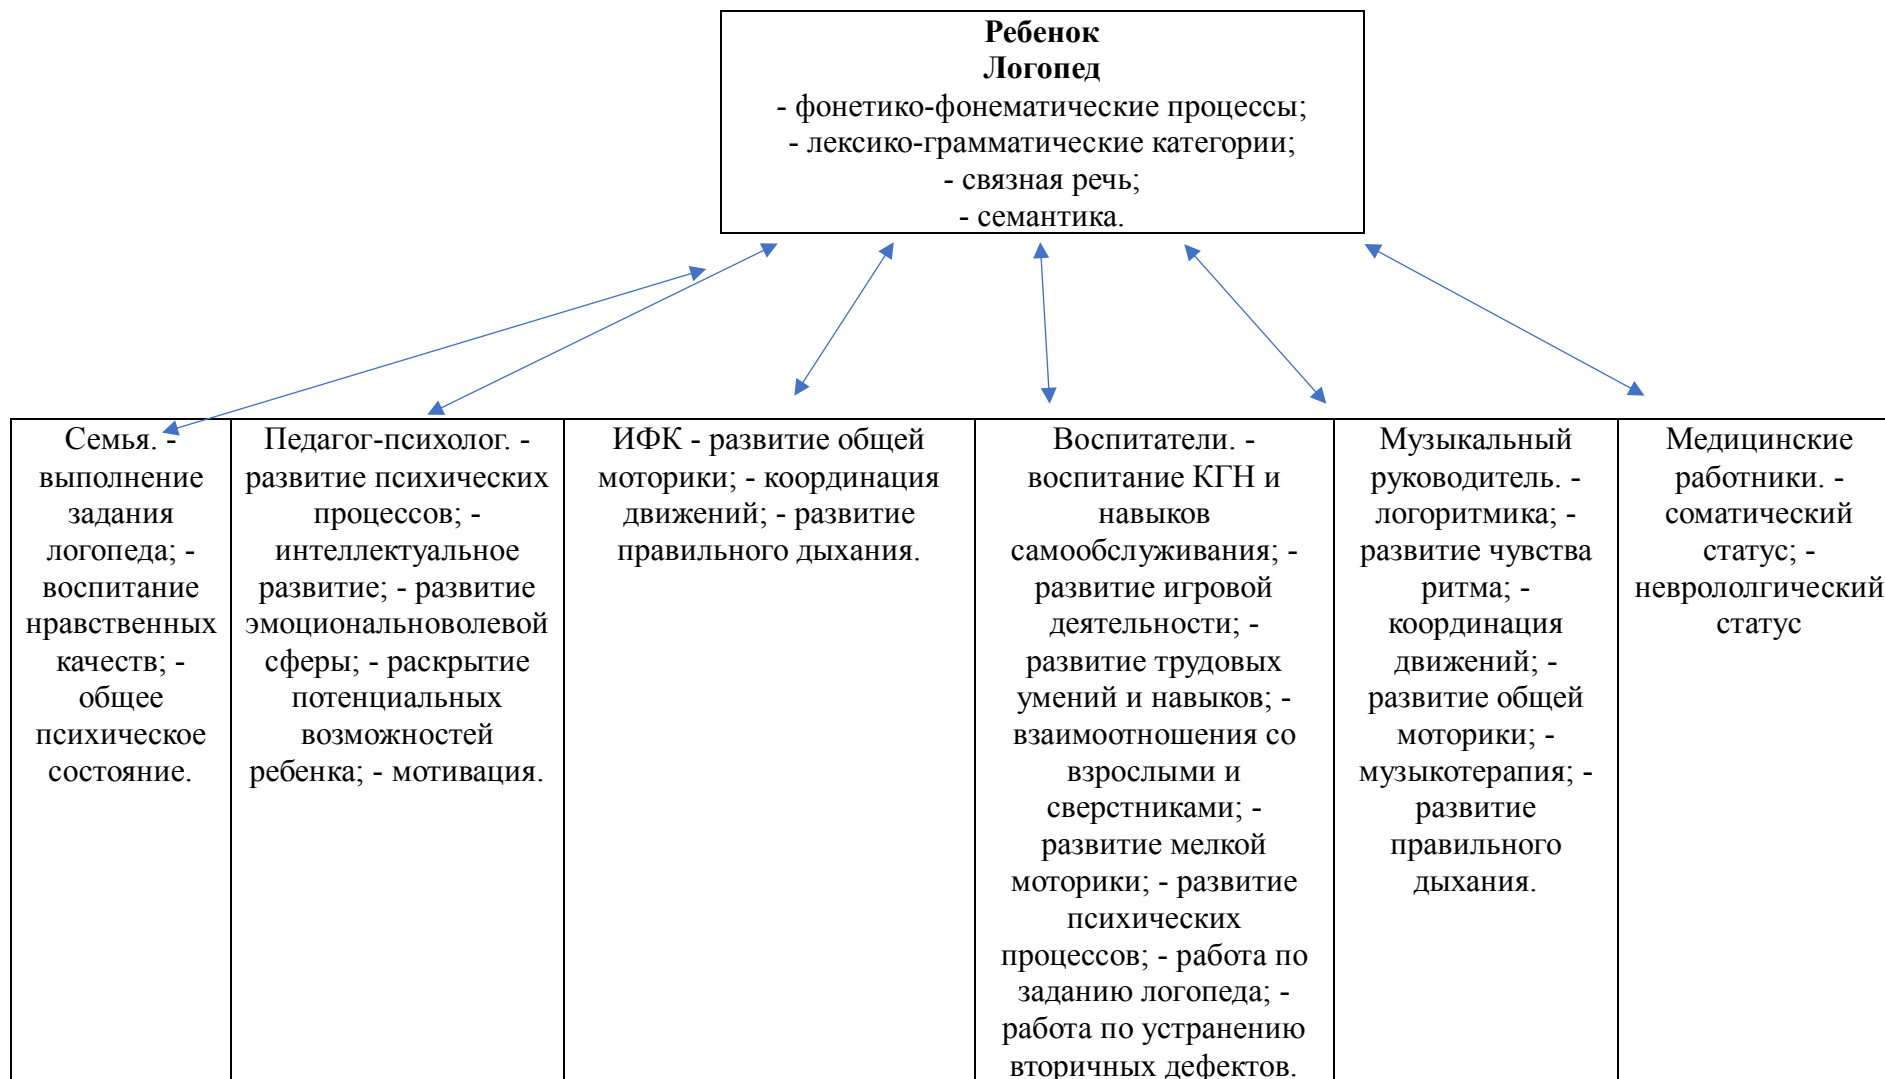 Ребенок
Логопед
- фонетико-фонематические процессы;
- лексико-грамматические категории;
- связная речь;
- семантика.
Семья. -
выполнение
задания
логопеда; -
воспитание
нравственных
качеств; -
общее
психическое
состояние.
Педагог-психолог. -
развитие психических
процессов; -
интеллектуальное
развитие; - развитие
эмоциональноволевой
сферы; - раскрытие
потенциальных
возможностей
ребенка; - мотивация.
ИФК - развитие общей
моторики; - координация
движений; - развитие
правильного дыхания.
Воспитатели. -
воспитание КГН и
навыков
самообслуживания; -
развитие игровой
деятельности; -
развитие трудовых
умений и навыков; -
взаимоотношения со
взрослыми и
сверстниками; -
развитие мелкой
моторики; - развитие
психических
процессов; - работа по
заданию логопеда; -
работа по устранению
вторичных дефектов.
Музыкальный
руководитель. -
логоритмика; -
развитие чувства
ритма; -
координация
движений; -
развитие общей
моторики; -
музыкотерапия; -
развитие
правильного
дыхания.
Медицинские
работники. -
соматический
статус; -
неврололгический
статус